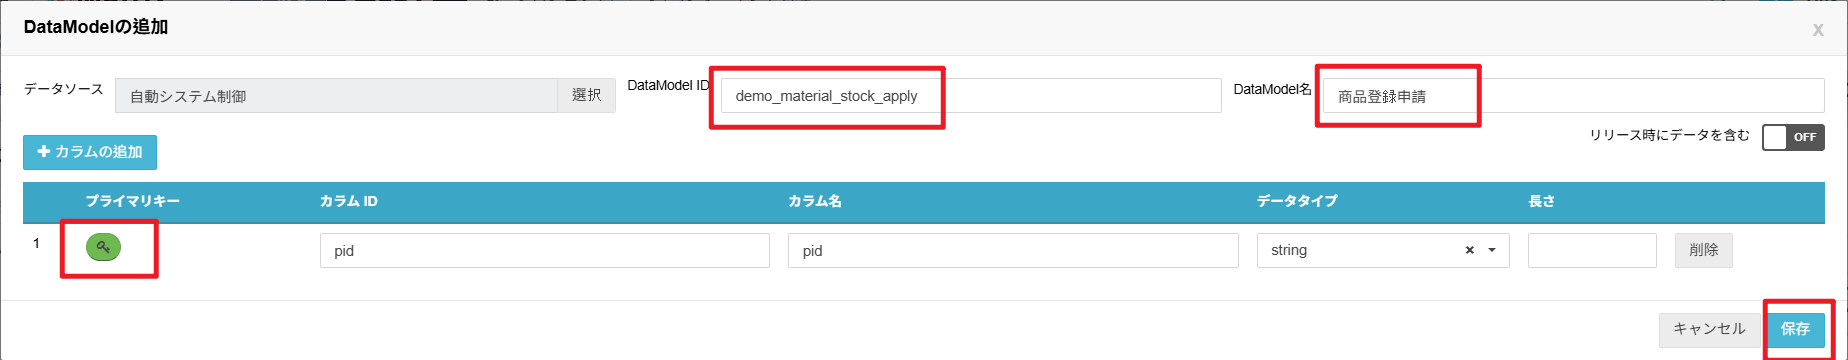 DataModelの追加
x
データソース 自動システム制御 選択 DataModel ID demo_material_stock_apply DataModel名 商品登録申請
リリース時にデータを含む OFF
+ カラムの追加
プライマリキー カラム ID カラム名 データタイプ 長さ
1 pid pid string × 削除
キャンセル 保存